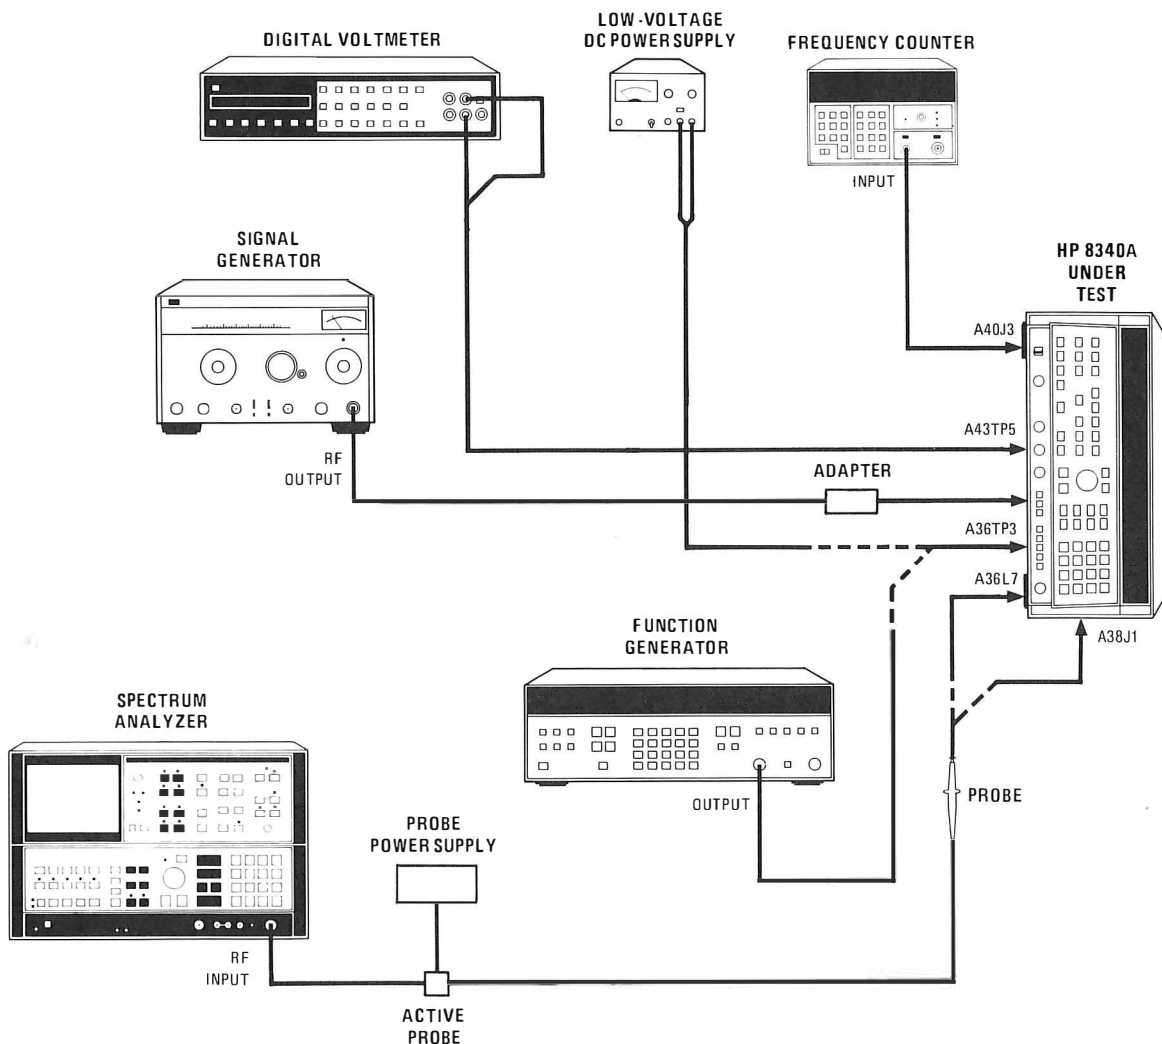 DIGITAL VOLTMETER
LOW-VOLTAGE
DC POWER SUPPLY
FREQUENCY COUNTER
INPUT
SIGNAL
GENERATOR
HP 8340A
UNDER
TEST
A40J3
A43TP5
RF
OUTPUT
ADAPTER
A36TP3
A36L7
A38J1
FUNCTION
GENERATOR
SPECTRUM
ANALYZER
OUTPUT
PROBE
PROBE
POWER SUPPLY
RF
INPUT
ACTIVE
PROBE